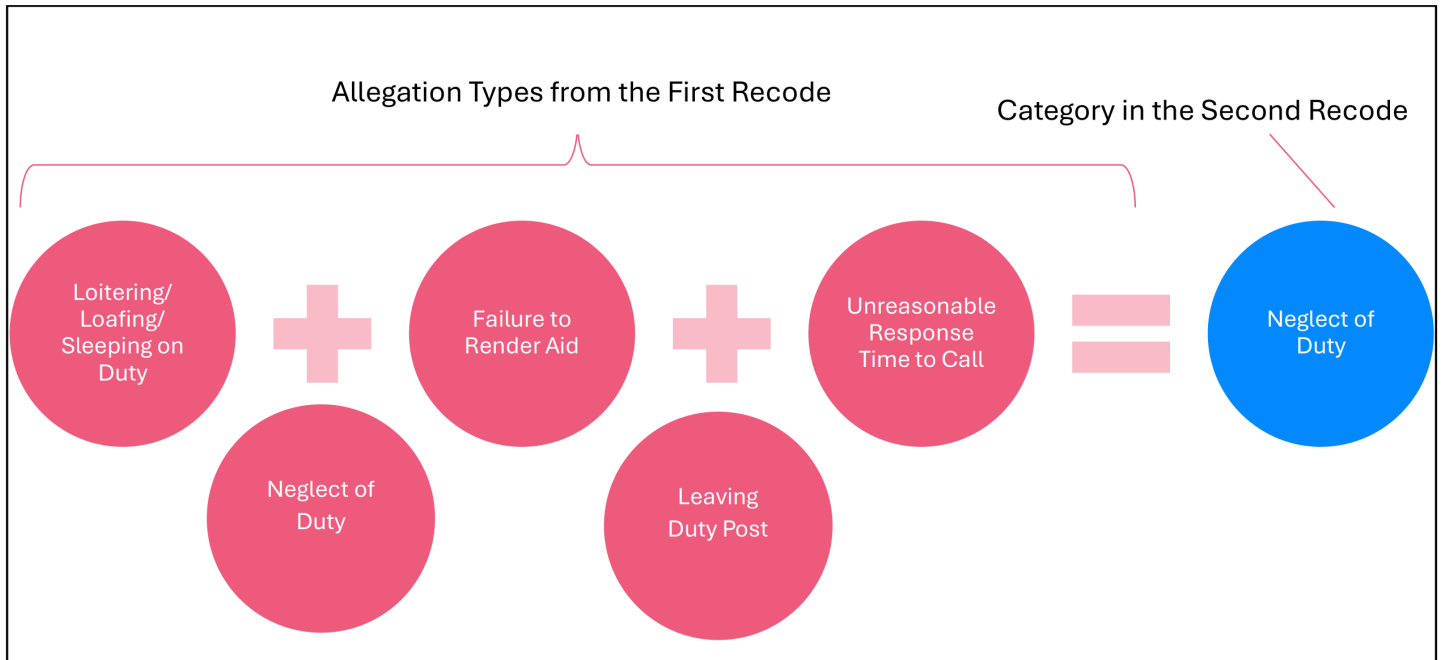 Allegation Types from the First Recode
Category in the Second Recode
Loitering/
Loafing/
Sleeping on
Duty
Failure to
Render Aid
Unreasonable
Response
Time to Call
Neglect of
Duty
Neglect of
Duty
Leaving
Duty Post